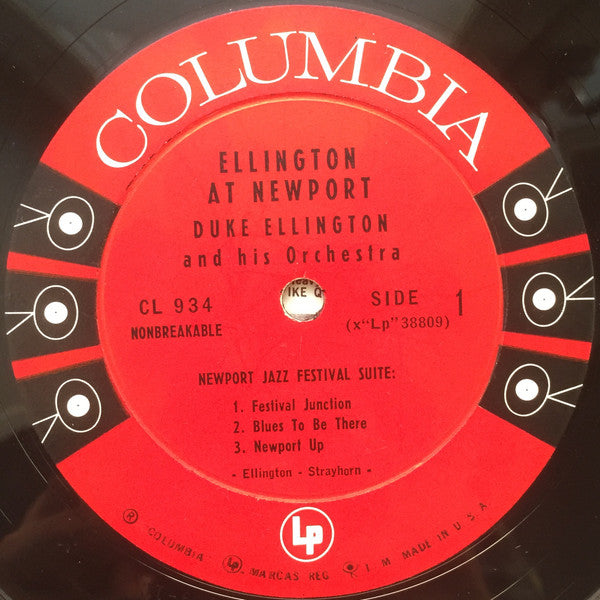 COLUMBIA
ELLINGTON
AT NEWPORT
DUKE ELLINGTON
and his Orchestra
IKE Q
CL 934
NONBREAKABLE
SIDE 1
(x"Lp" 38809)
NEWPORT JAZZ FESTIVAL SUITE:
1. Festival Junction
2. Blues To Be There
3. Newport Up
- Ellington - Strayhorn -
Lp
® "COLUMBIA" Lp MARCAS REG. T. M. MADE IN U.S.A.